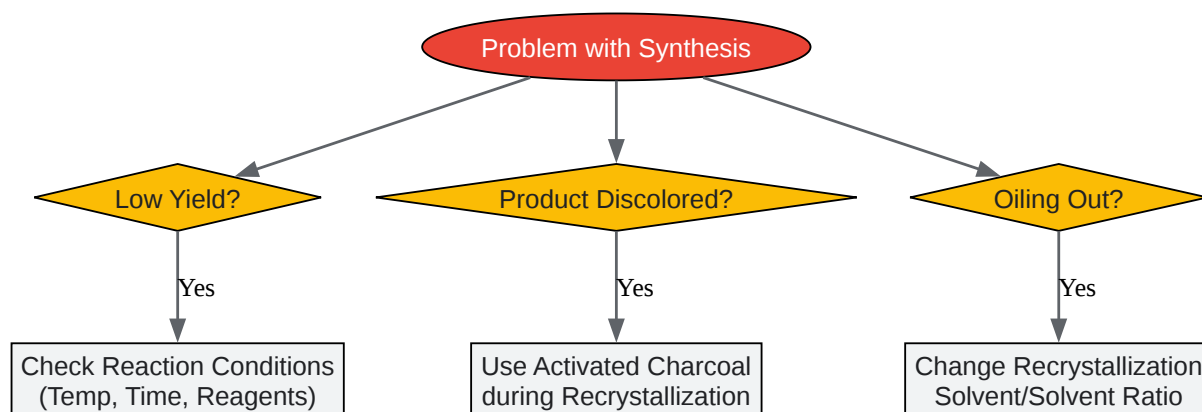 Problem with Synthesis
Low Yield?
Product Discolored?
Oiling Out?
Yes
Yes
Yes
Check Reaction Conditions
(Temp, Time, Reagents)
Use Activated Charcoal
during Recrystallization
Change Recrystallization
Solvent/Solvent Ratio